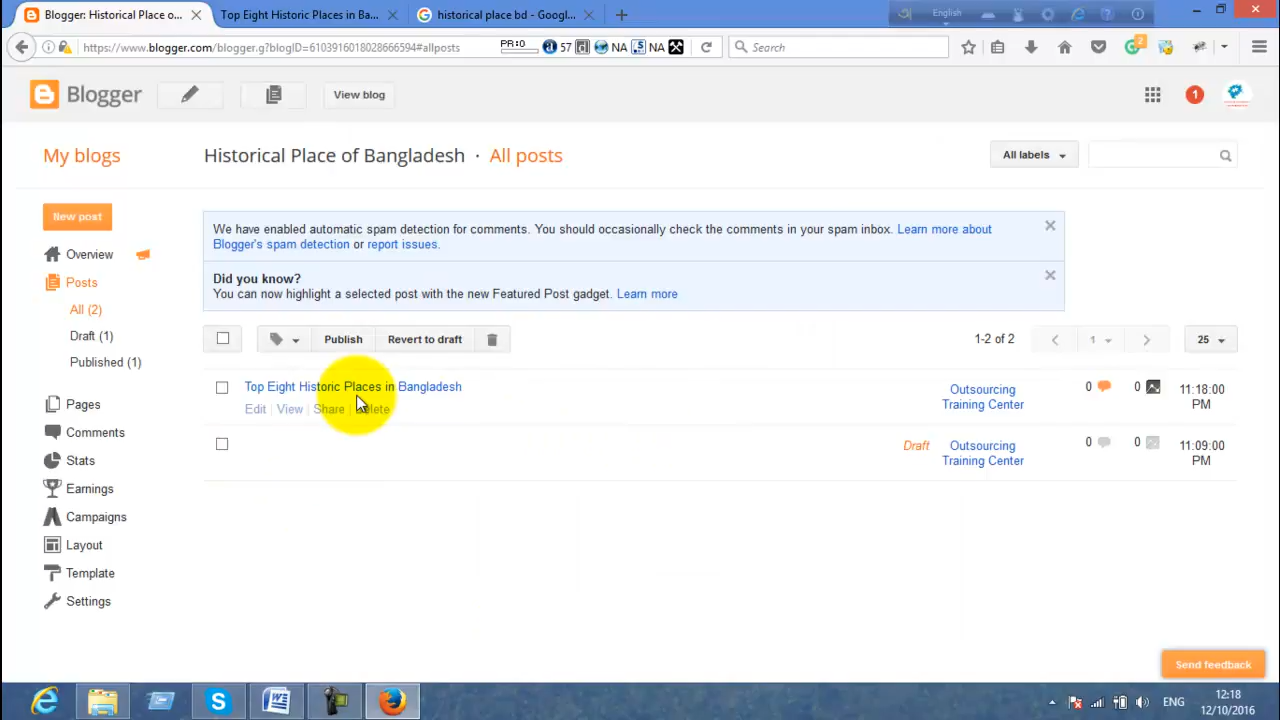 Blogger: Historical Place o...
Top Eight Historic Places in Ba...
historical place bd - Googl...
English
https://www.blogger.com/blogger.g?blogID=6103916018028666594#allposts
PR:0
57
NA
NA
Search
2
Blogger
View blog
1
My blogs
Historical Place of Bangladesh · All posts
All labels
New post
Overview
Posts
All (2)
Draft (1)
Published (1)
Pages
Comments
Stats
Earnings
Campaigns
Layout
Template
Settings
We have enabled automatic spam detection for comments. You should occasionally check the comments in your spam inbox. Learn more about
Blogger's spam detection or report issues.
Did you know?
You can now highlight a selected post with the new Featured Post gadget. Learn more
Publish
Revert to draft
1-2 of 2
1
25
Top Eight Historic Places in Bangladesh
Edit | View | Share | Delete
Outsourcing
Training Center
0
0
11:18:00
PM
Draft
Outsourcing
Training Center
0
0
11:09:00
PM
Send feedback
ENG
12:18
12/10/2016